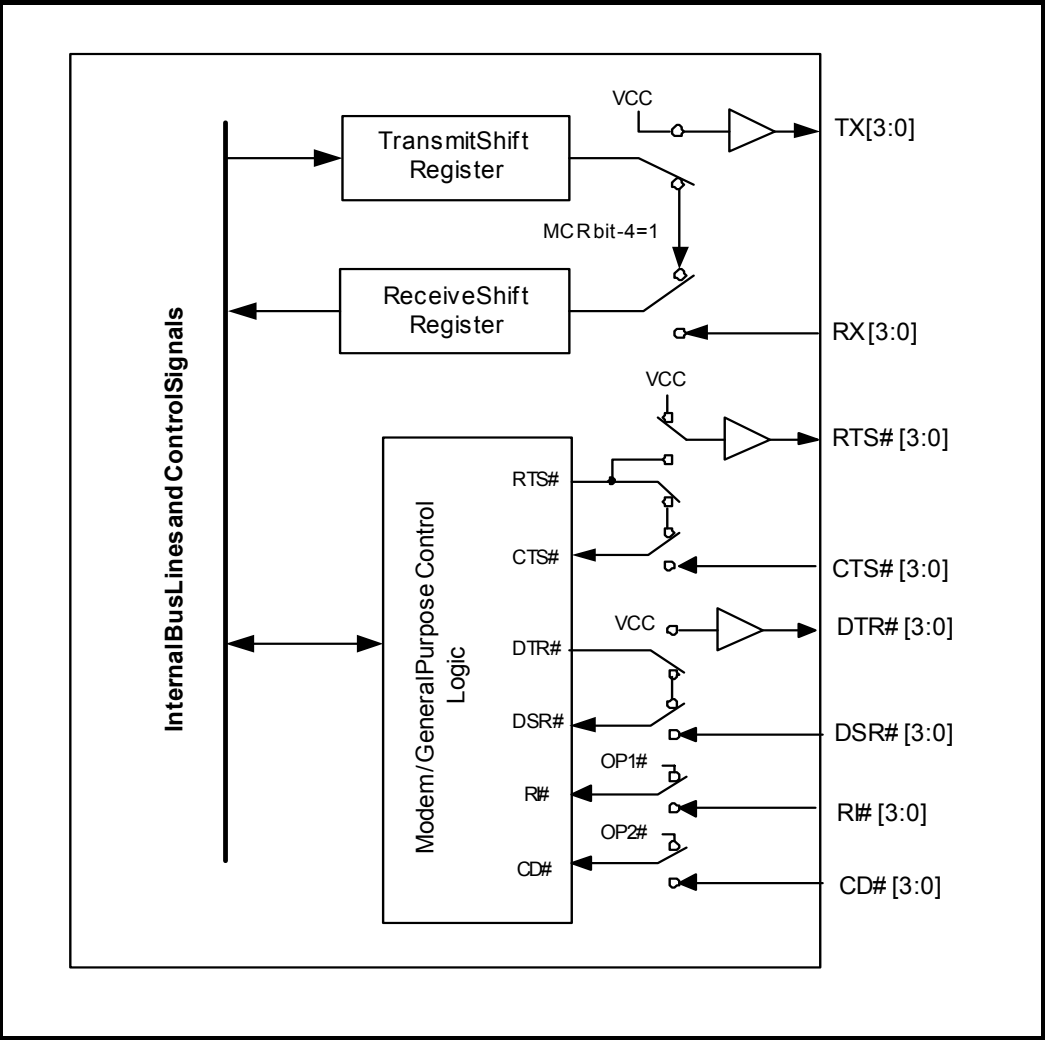 VCC
TX[3:0]
TransmitShift
Register
MCR bit-4=1
ReceiveShift
Register
RX[3:0]
InternalBusLinesandControlSignals
VCC
RTS# [3:0]
RTS#
CTS#
CTS# [3:0]
VCC
DTR# [3:0]
DTR#
Modem/GeneralPurpose Control
Logic
DSR#
DSR# [3:0]
OP1#
RI#
RI# [3:0]
OP2#
CD#
CD# [3:0]